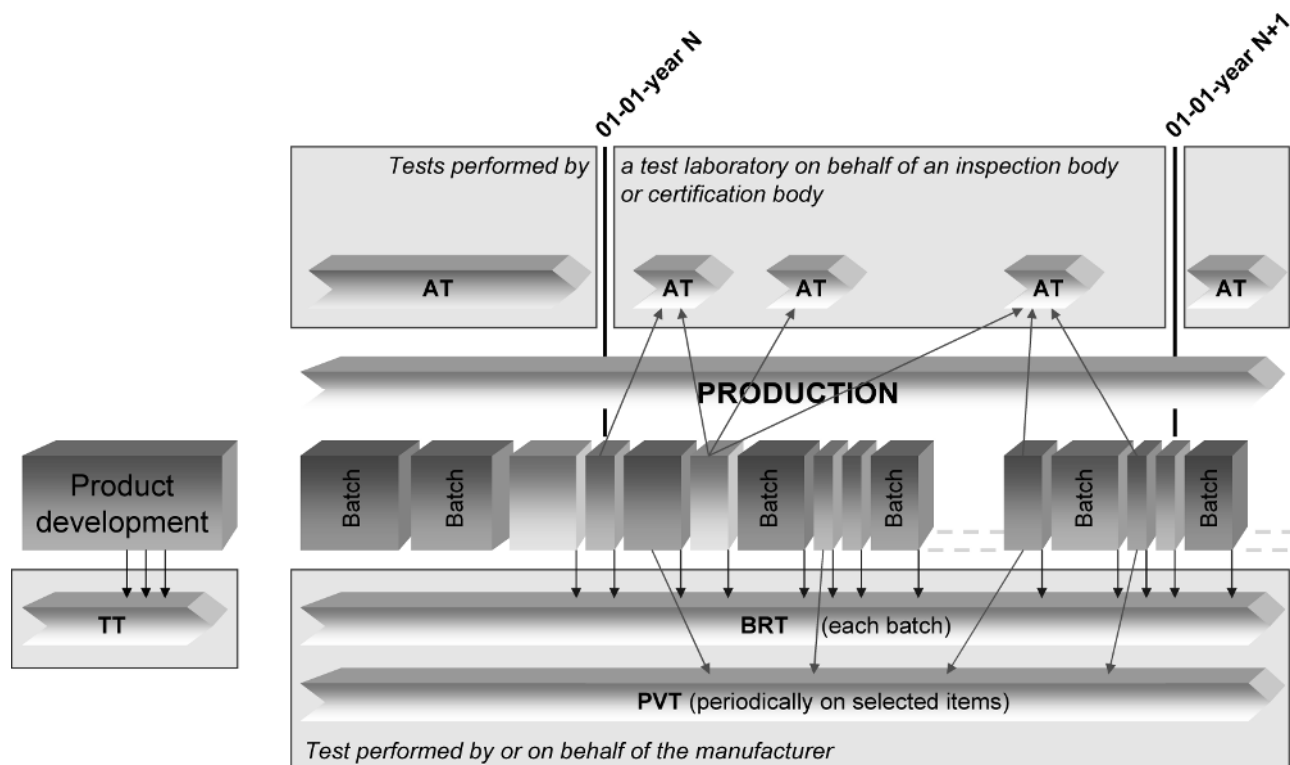 01-01-year N
01-01-year N+1
Tests performed by
a test laboratory on behalf of an inspection body
or certification body
AT
AT
AT
AT
AT
PRODUCTION
Product
development
Batch
Batch
Batch
Batch
Batch
Batch
TT
BRT (each batch)
PVT (periodically on selected items)
Test performed by or on behalf of the manufacturer